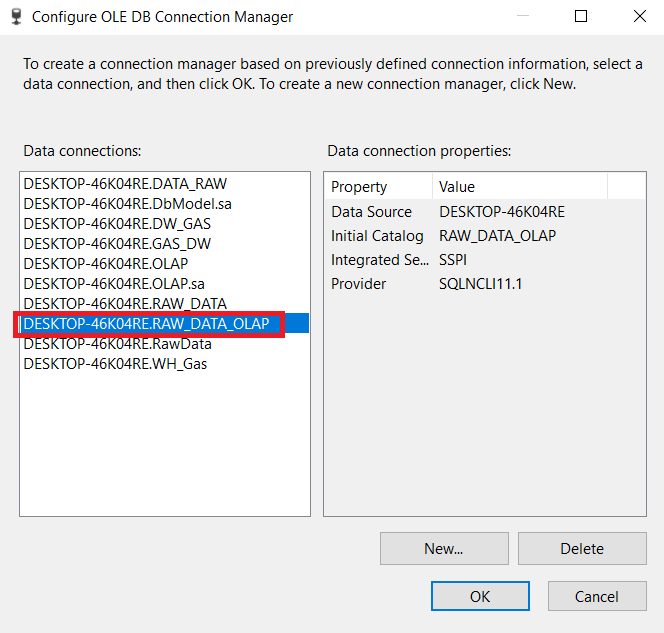 Configure OLE DB Connection Manager
To create a connection manager based on previously defined connection information, select a
data connection, and then click OK. To create a new connection manager, click New.
Data connections:
DESKTOP-46K04RE.DATA_RAW
DESKTOP-46K04RE.DbModel.sa
DESKTOP-46K04RE.DW_GAS
DESKTOP-46K04RE.GAS_DW
DESKTOP-46K04RE.OLAP
DESKTOP-46K04RE.OLAP.sa
DESKTOP-46K04RE.RAW_DATA
DESKTOP-46K04RE.RAW_DATA_OLAP
DESKTOP-46K04RE.RawData
DESKTOP-46K04RE.WH_Gas
Data connection properties:
Property Value
Data Source DESKTOP-46K04RE
Initial Catalog RAW_DATA_OLAP
Integrated Se... SSPI
Provider SQLNCLI11.1
New... Delete
OK Cancel